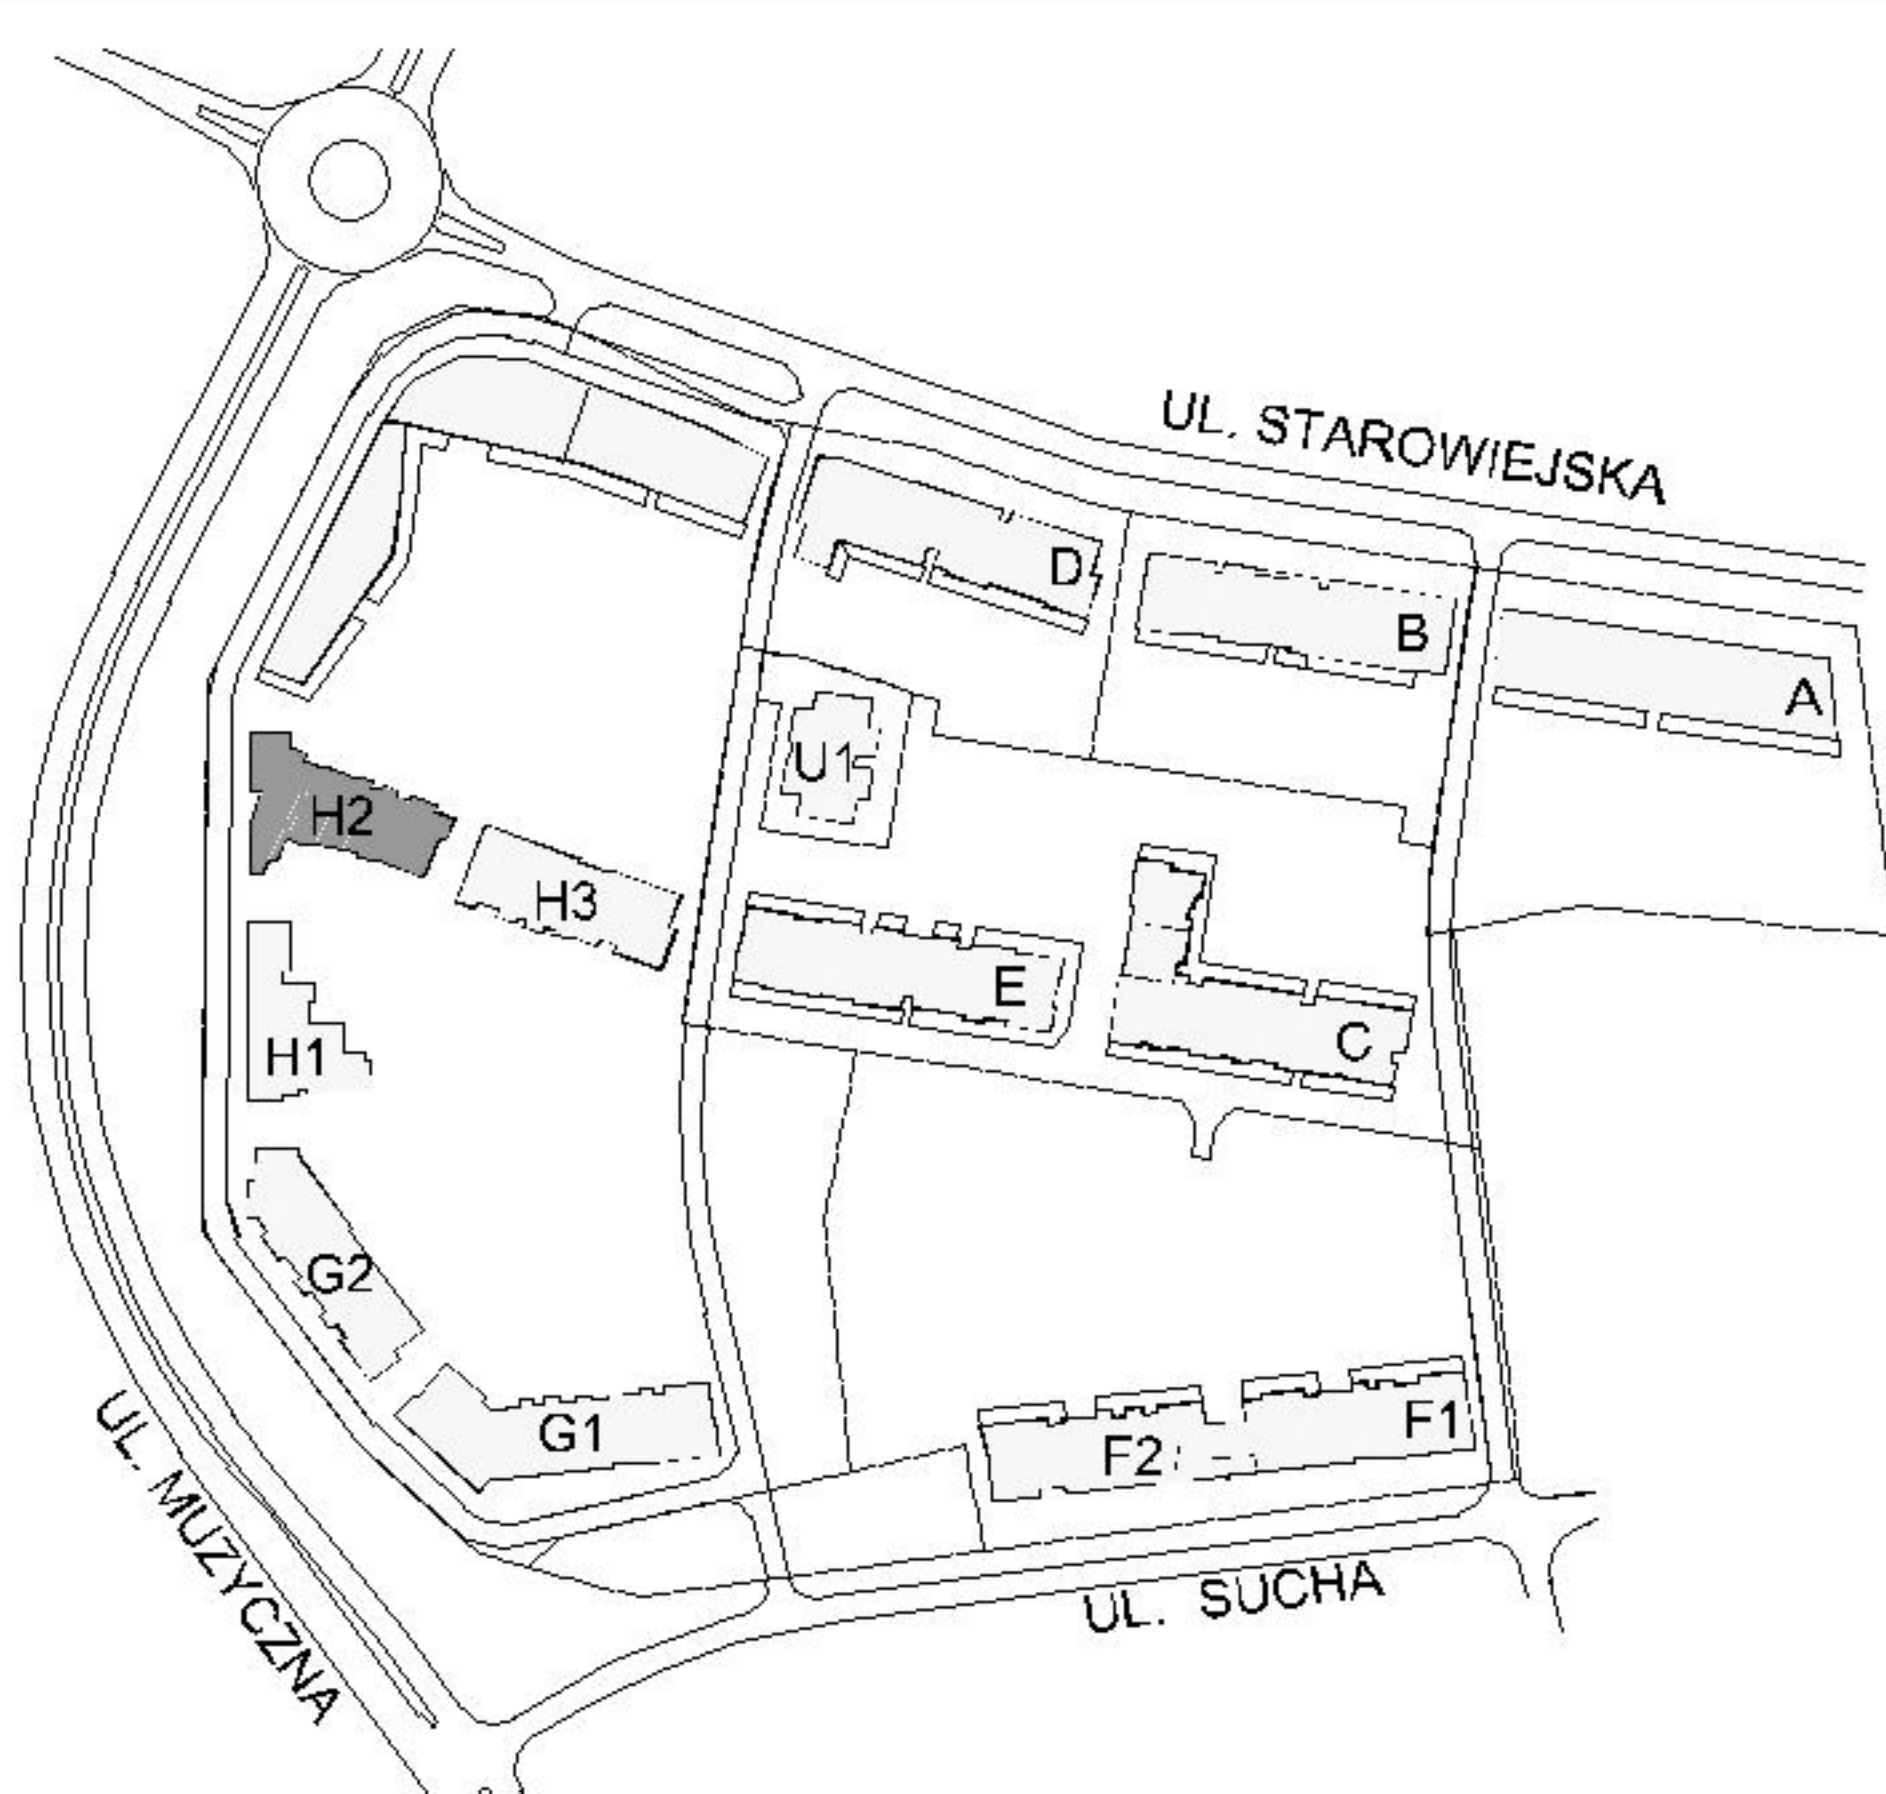 UL. STAROWIEJSKA
D
B
A
U1
H2
H3
E
C
H1
G2
G1
F2
F1
UL. MUZYCZNA
UL. SUCHA